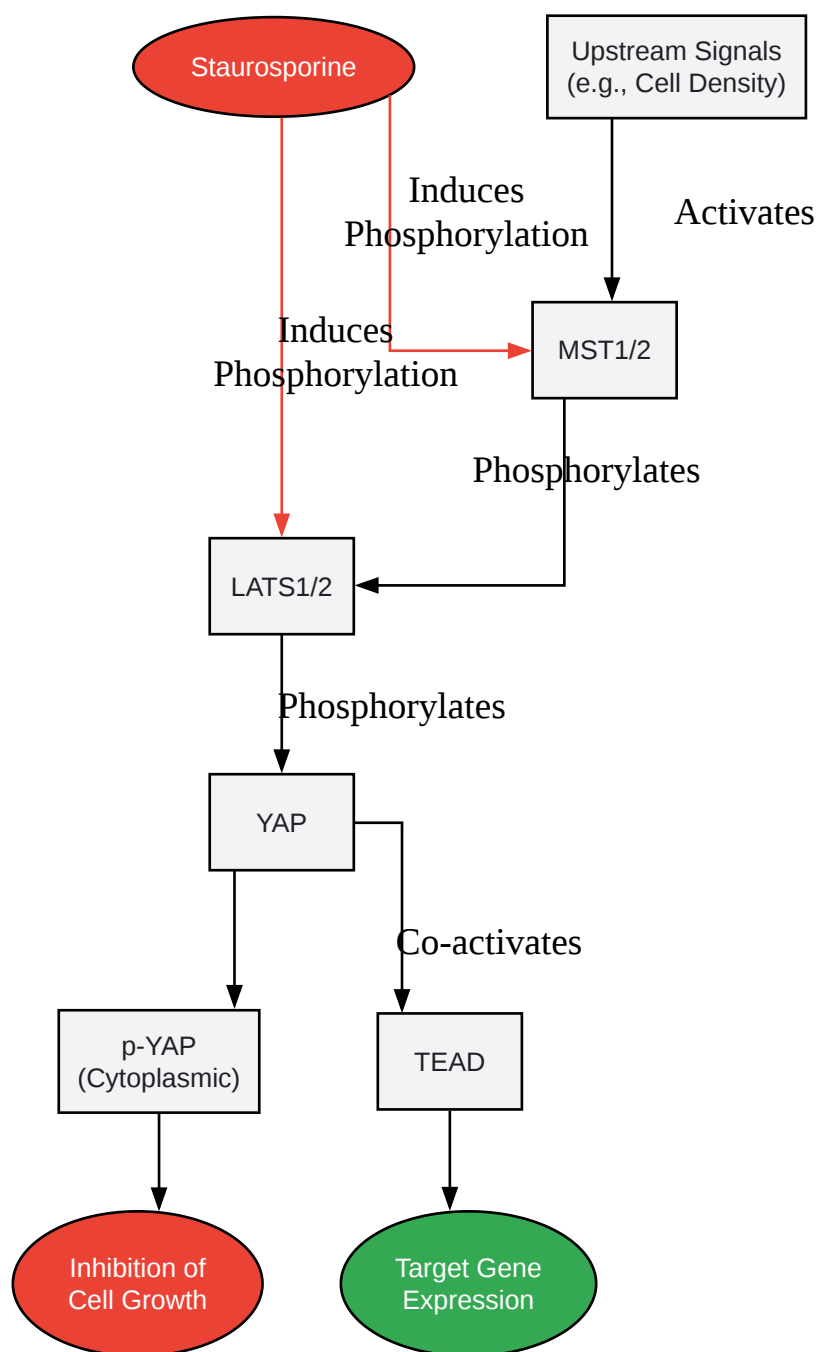 Staurosporine
Upstream Signals
(e.g., Cell Density)
Induces
Phosphorylation
Activates
Induces
Phosphorylation
MST1/2
Phosphorylates
LATS1/2
Phosphorylates
YAP
Co-activates
p-YAP
(Cytoplasmic)
TEAD
Inhibition of
Cell Growth
Target Gene
Expression